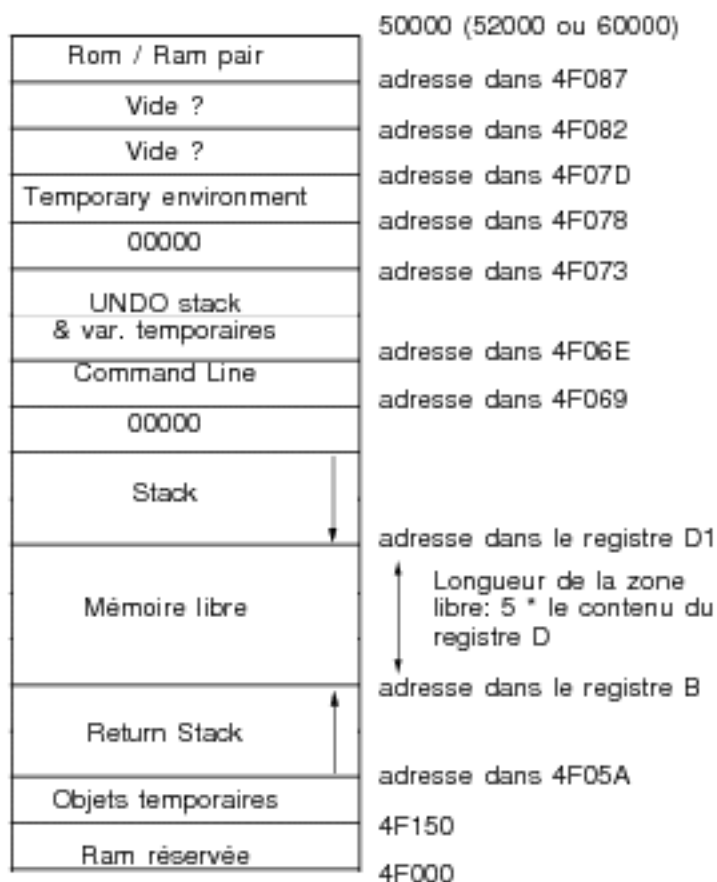 50000 (52000 ou 60000)
Rom / Ram pair
adresse dans 4F087
Vide ?
adresse dans 4F082
Vide ?
adresse dans 4F07D
Temporary environment
adresse dans 4F078
00000
adresse dans 4F073
UNDO stack
& var. temporaires
adresse dans 4F06E
Command Line
adresse dans 4F069
00000
Stack
adresse dans le registre D1
Mémoire libre
Longueur de la zone
libre: 5 * le contenu du
registre D
adresse dans le registre B
Return Stack
adresse dans 4F05A
Objets temporaires
4F150
Ram réservée
4F000